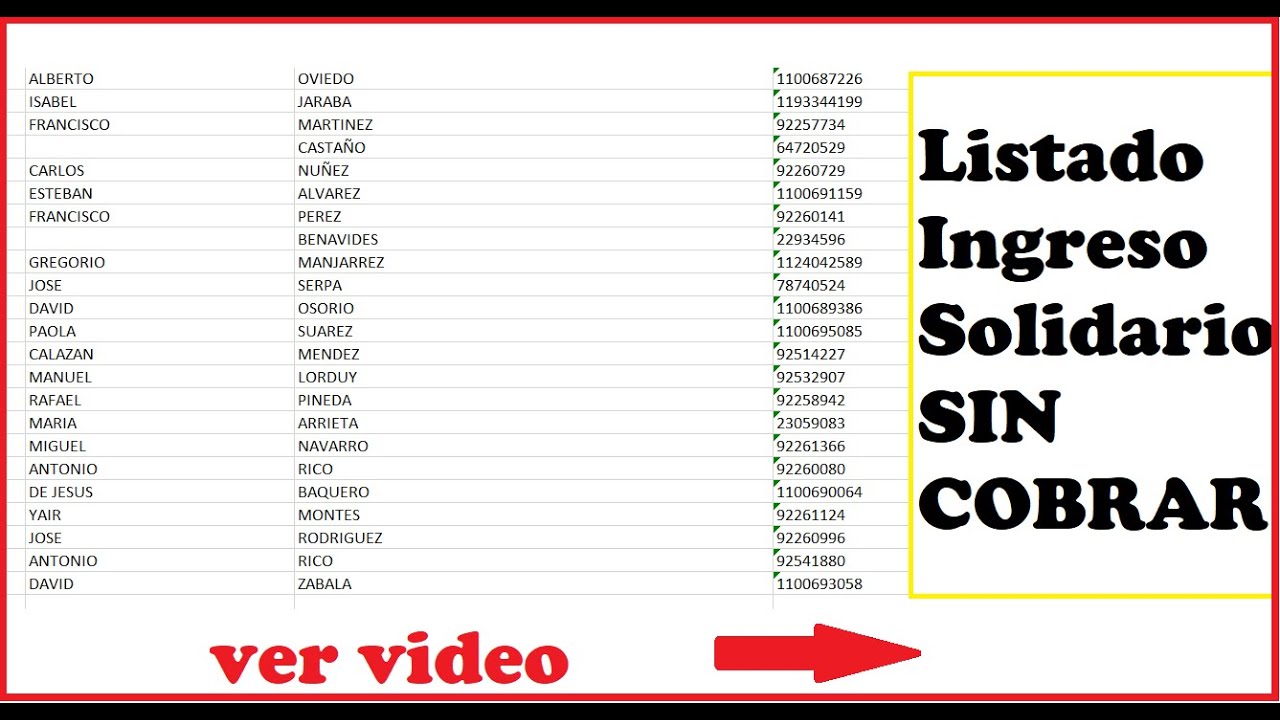 ALBERTO OVIEDO 1100687226
ISABEL JARABA 1193344199
FRANCISCO MARTINEZ 92257734
CASTAÑO 64720529
CARLOS NUÑEZ 92260729
ESTEBAN ALVAREZ 1100691159
FRANCISCO PEREZ 92260141
BENAVIDES 22934596
GREGORIO MANJARREZ 1124042589
JOSE SERPA 78740524
DAVID OSORIO 1100689386
PAOLA SUAREZ 1100695085
CALAZAN MENDEZ 92514227
MANUEL LORDUY 92532907
RAFAEL PINEDA 92258942
MARIA ARRIETA 23059083
MIGUEL NAVARRO 92261366
ANTONIO RICO 92260080
DE JESUS BAQUERO 1100690064
YAIR MONTES 92261124
JOSE RODRIGUEZ 92260996
ANTONIO RICO 92541880
DAVID ZABALA 1100693058
Listado
Ingreso
Solidario
SIN
COBRAR
ver video